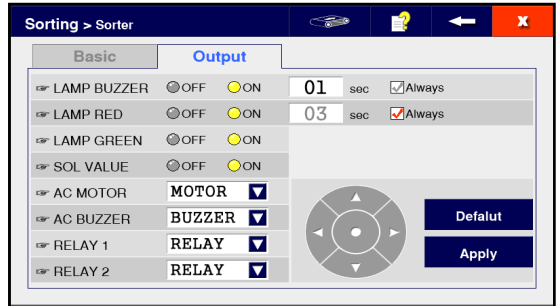 Sorting > Sorter
X
Basic Output
LAMP BUZZER OFF ON 01 sec Always
LAMP RED OFF ON 03 sec Always
LAMP GREEN OFF ON
SOL VALUE OFF ON
AC MOTOR MOTOR
AC BUZZER BUZZER Defalut
RELAY 1 RELAY Apply
RELAY 2 RELAY